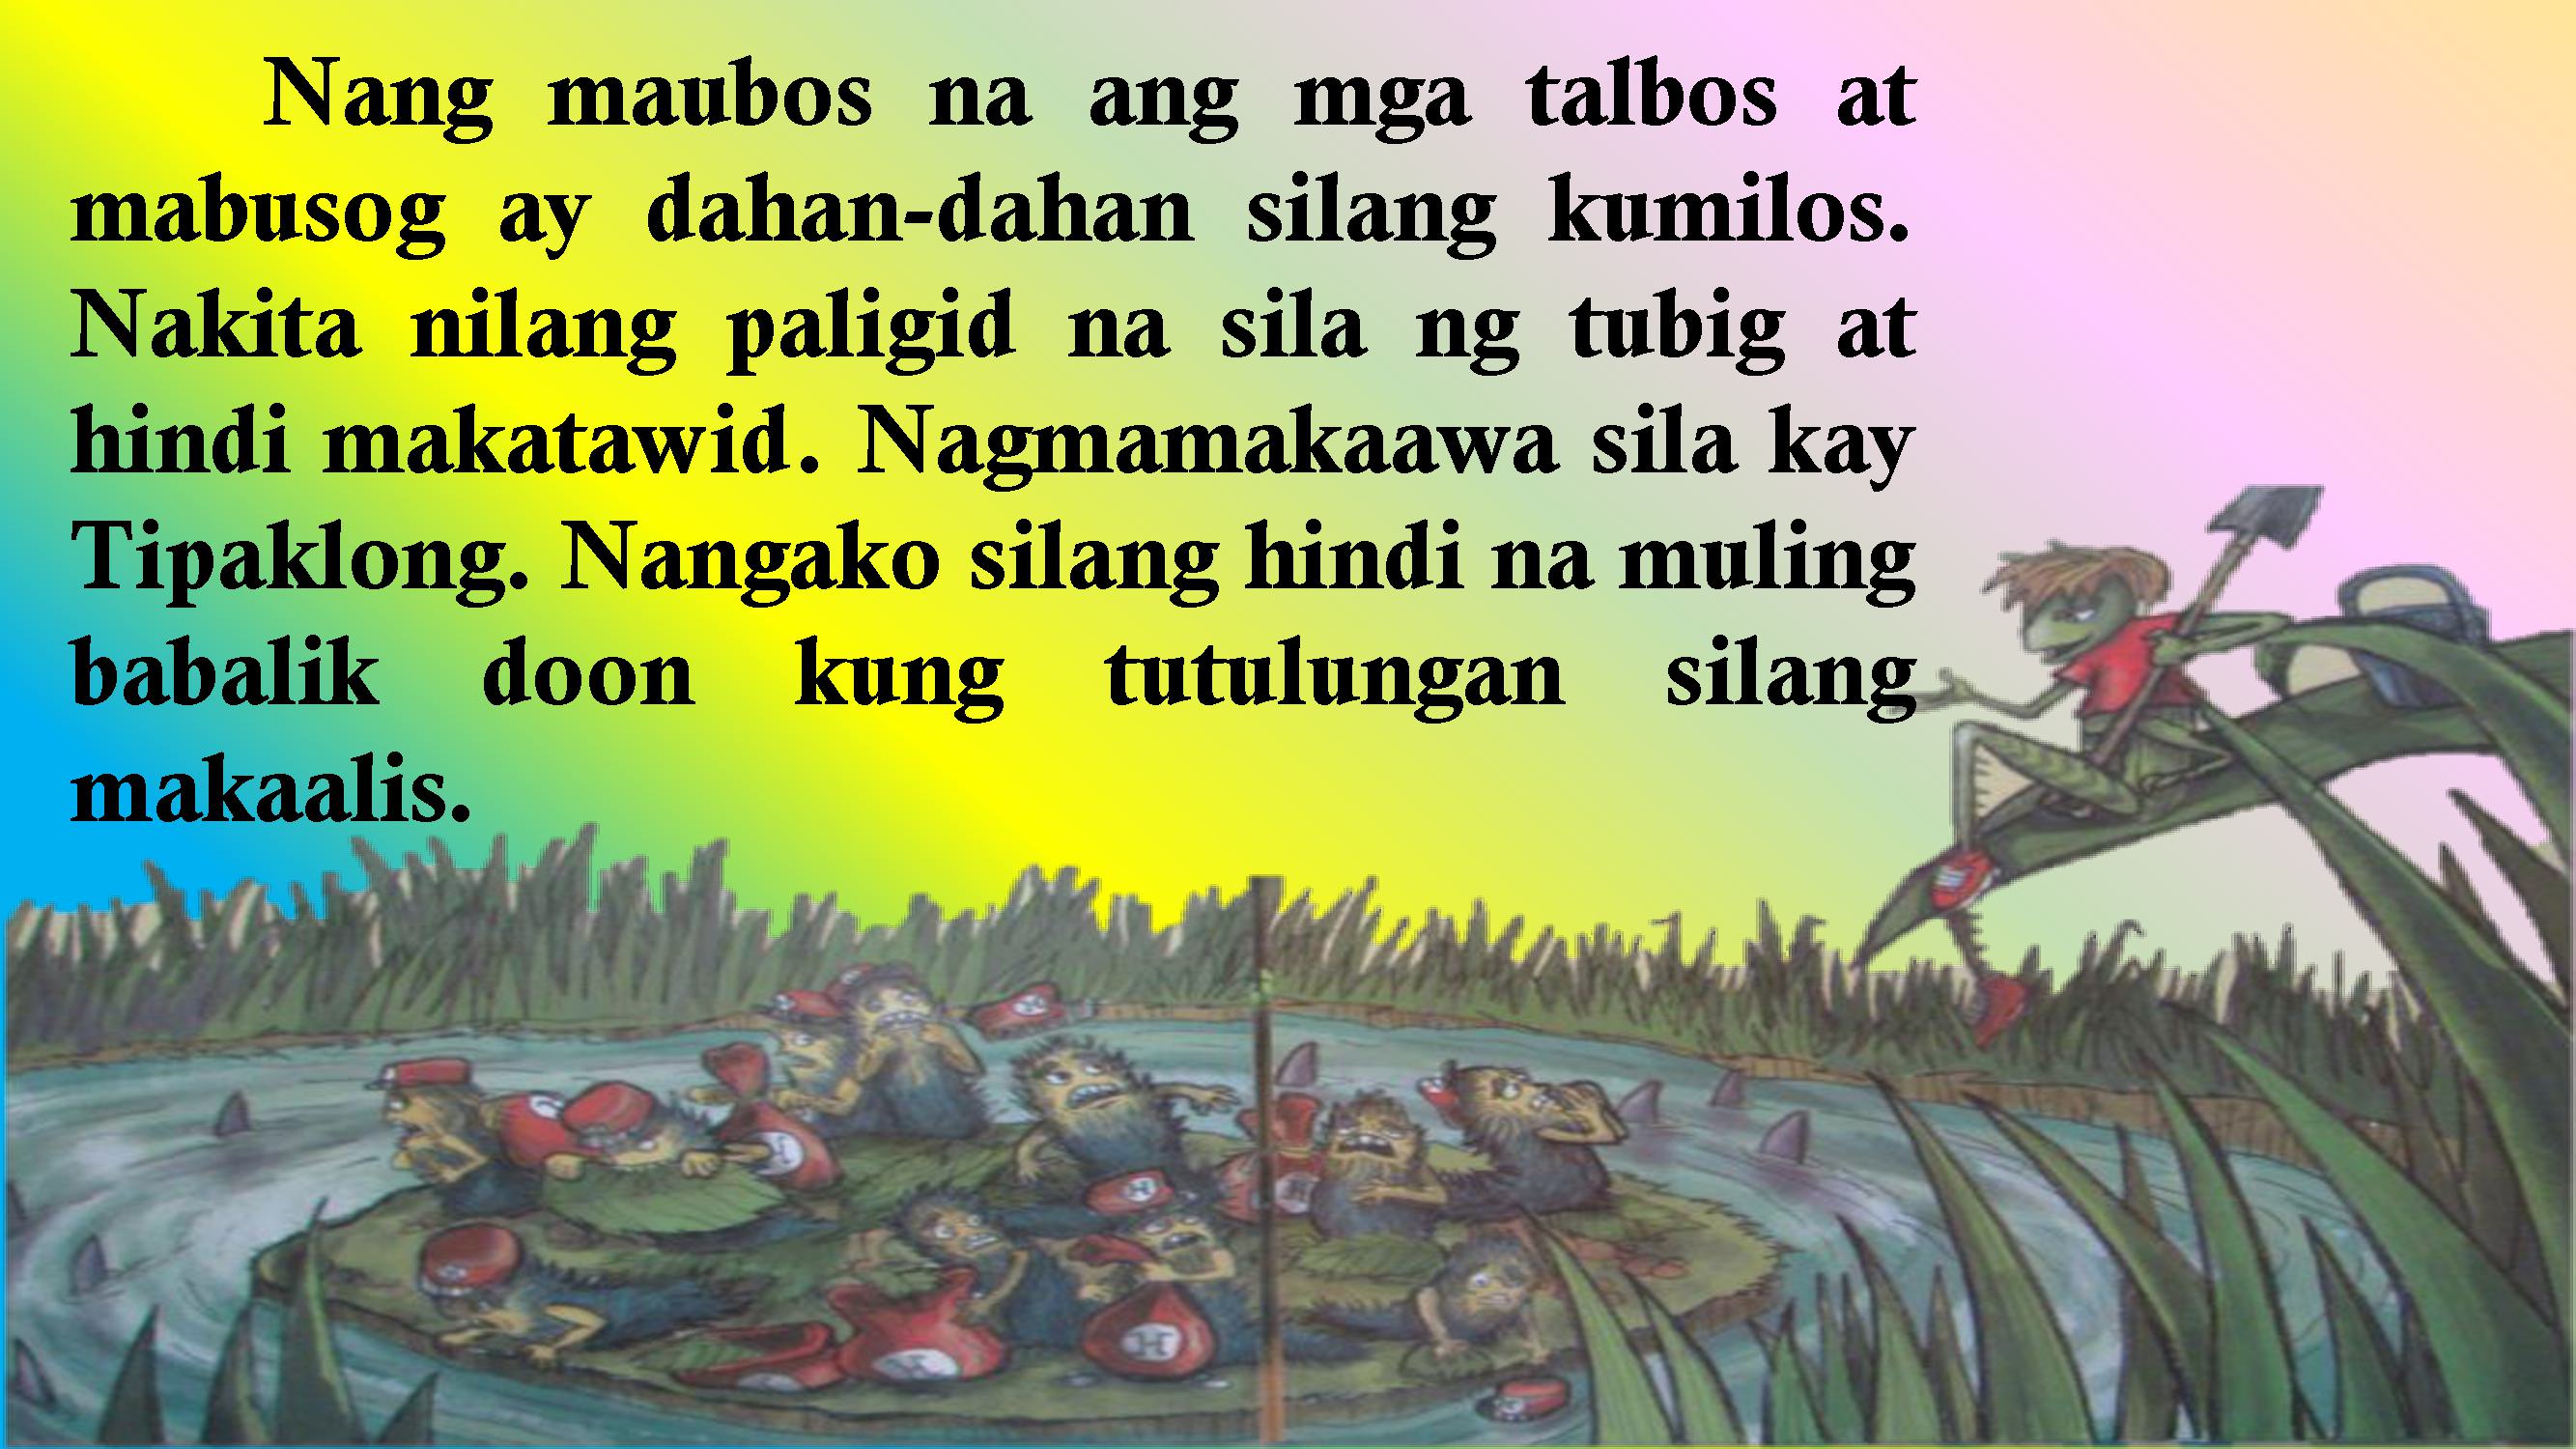 Nang maubos na ang mga talbos at
mabusog ay dahan-dahan silang kumilos.
Nakita nilang paligid na sila ng tubig at
hindi makatawid. Nagmamakaawa sila kay
Tipaklong. Nangako silang hindi na muling
babalik doon kung tutulungan silang
makaalis.
H
H
H
H
H